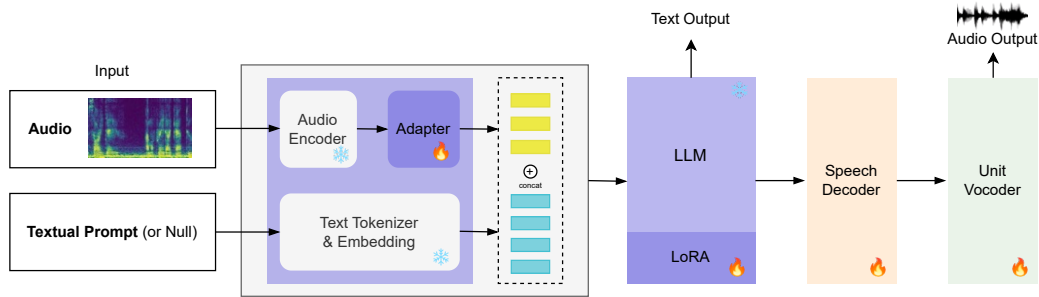 Input
Audio
Textual Prompt (or Null)
Audio
Encoder
Adapter
Text Tokenizer
& Embedding
concat
Text Output
LLM
LoRA
Speech
Decoder
Audio Output
Unit
Vocoder